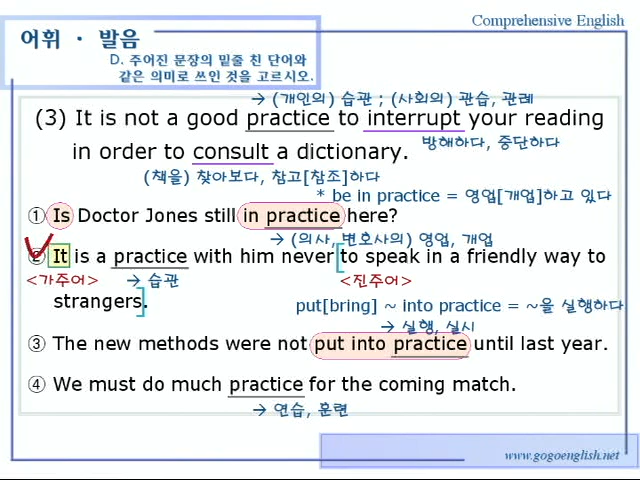 Comprehensive English
어휘 · 발음
D. 주어진 문장의 밑줄 친 단어와
같은 의미로 쓰인 것을 고르시오.
→ (개인의) 습관 ; (사회의) 관습, 관례
(3) It is not a good practice to interrupt your reading
방해하다, 중단하다
in order to consult a dictionary.
(책을) 찾아보다, 참고[참조]하다
* be in practice = 영업[개업]하고 있다
① Is Doctor Jones still in practice here?
→ (의사, 변호사의) 영업, 개업
② It is a practice with him never to speak in a friendly way to
<가주어> → 습관 <진주어>
strangers.
put[bring] ~ into practice = ~을 실행하다
→ 실행, 실시
③ The new methods were not put into practice until last year.
④ We must do much practice for the coming match.
→ 연습, 훈련
www.gogoenglish.net